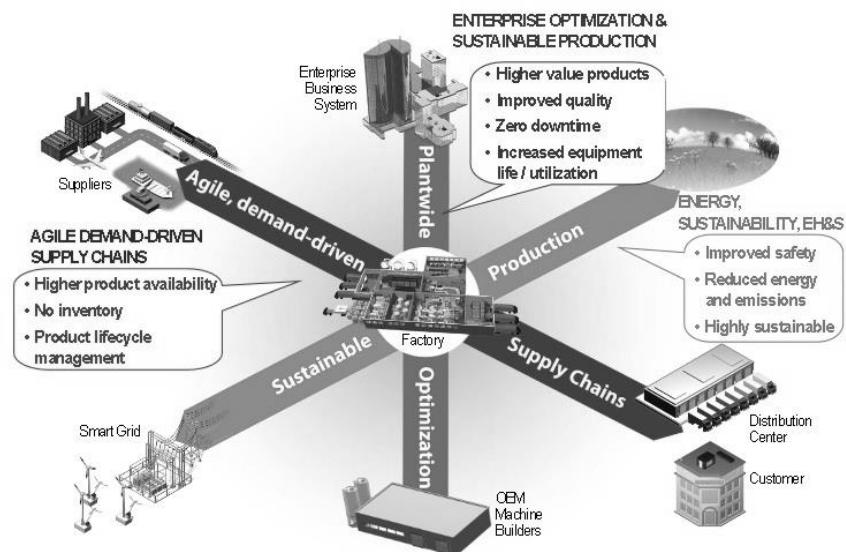 ENTERPRISE OPTIMIZATION &
SUSTAINABLE PRODUCTION
• Higher value products
• Improved quality
• Zero downtime
• Increased equipment
life / utilization
Enterprise
Business
System
Suppliers
Agile, demand-driven
Plantwide
Production
ENERGY,
SUSTAINABILITY, EH&S
• Improved safety
• Reduced energy
and emissions
• Highly sustainable
AGILE DEMAND-DRIVEN
SUPPLY CHAINS
• Higher product availability
• No inventory
• Product lifecycle
management
Factory
Sustainable
Optimization
Supply Chains
Smart Grid
Distribution
Center
Customer
OEM
Machine
Builders